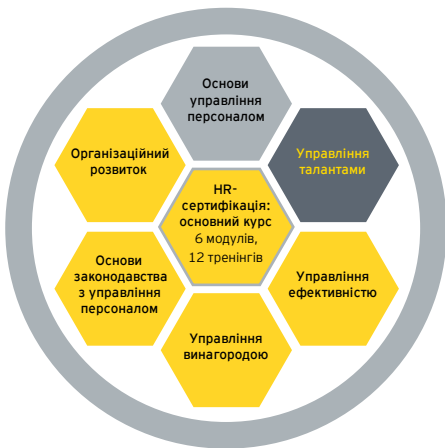 Основи
управління
персоналом
Організаційний
розвиток
Управління
талантами
HR-
сертифікація:
основний курс
6 модулів,
12 тренінгів
Основи
законодавства
з управління
персоналом
Управління
ефективністю
Управління
винагородою